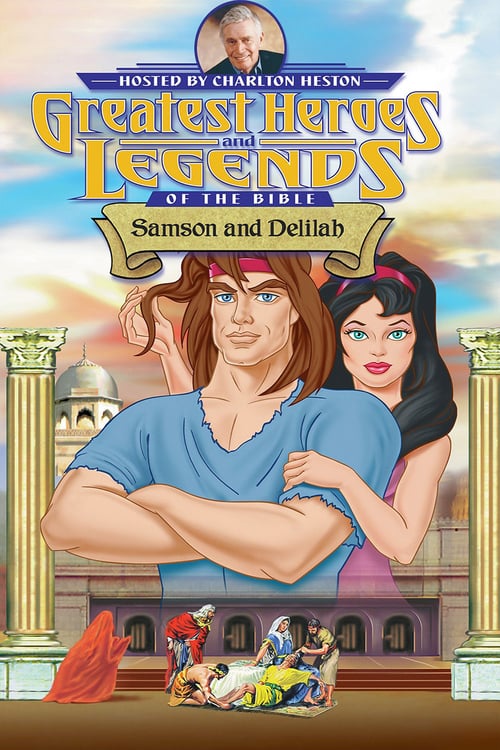 HOSTED BY CHARLTON HESTON
Greatest Heroes
and
LEGENDS
OF THE BIBLE
Samson and Delilah